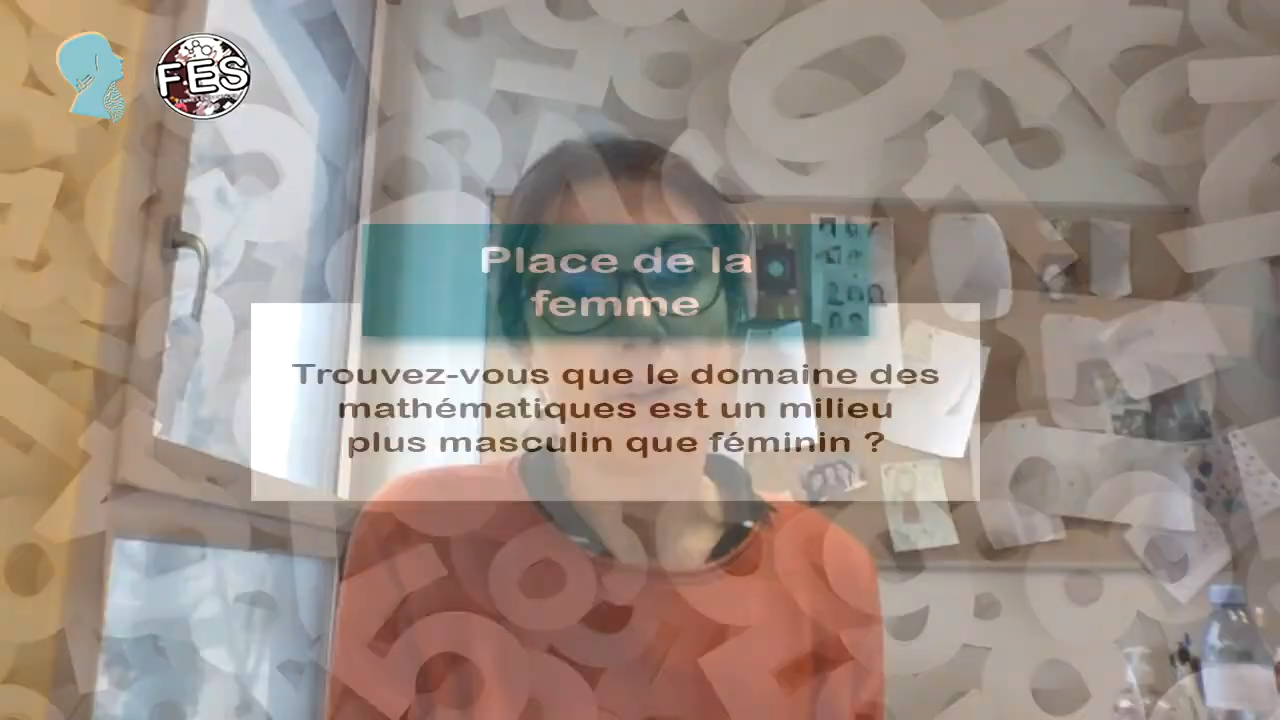 FES
Place de la
femme
Trouvez-vous que le domaine des
mathématiques est un milieu
plus masculin que féminin ?